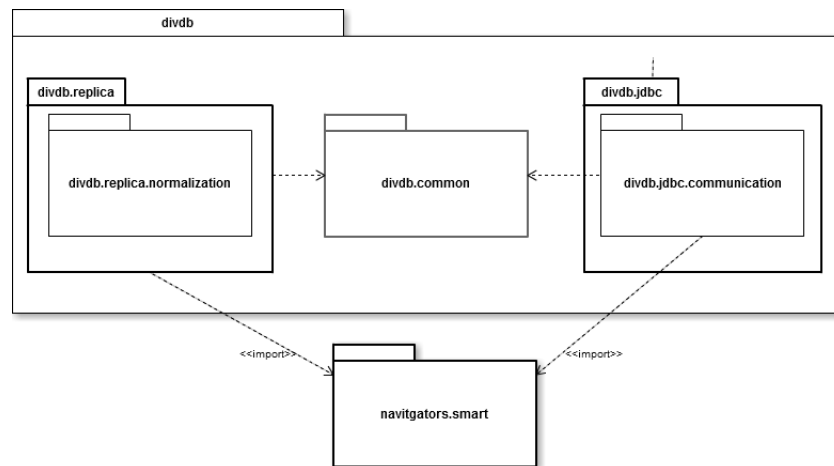 divdb
divdb.replica
divdb.jdbc
divdb.replica.normalization
divdb.common
divdb.jdbc.communication
<<import>>
<<import>>
navitgators.smart